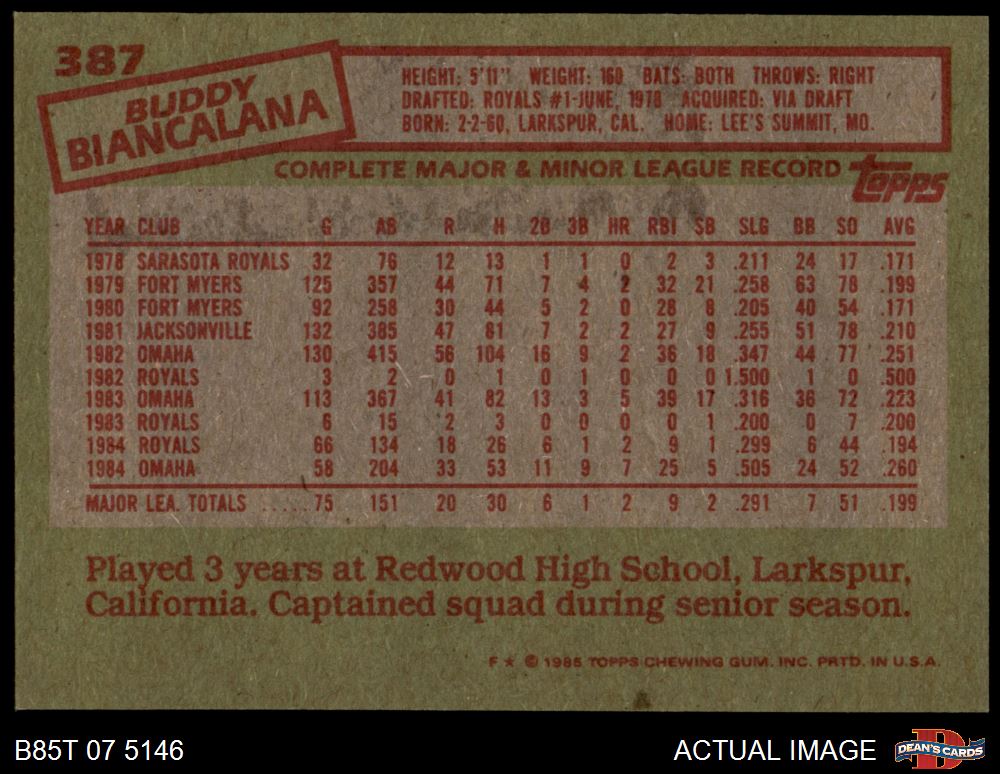 387
BUDDY
BIANCALANA
HEIGHT: 5'11" WEIGHT: 160 BATS: BOTH THROWS: RIGHT
DRAFTED: ROYALS #1-JUNE, 1978 ACQUIRED: VIA DRAFT
BORN: 2-2-60, LARKSPUR, CAL. HOME: LEE'S SUMMIT, MO.
COMPLETE MAJOR & MINOR LEAGUE RECORD topps
YEAR CLUB G AB R H 2B 3B HR RBI SB SLG BB SO AVG
1978 SARASOTA ROYALS 32 76 12 13 1 1 0 2 3 .211 24 17 .171
1979 FORT MYERS 125 357 44 71 7 4 2 32 21 .258 63 78 .199
1980 FORT MYERS 92 258 30 44 5 2 0 28 8 .205 40 54 .171
1981 JACKSONVILLE 132 385 47 81 7 2 2 27 9 .255 51 78 .210
1982 OMAHA 130 415 56 104 16 9 2 36 18 .347 44 77 .251
1982 ROYALS 3 2 0 1 0 1 0 0 0 1.500 1 0 .500
1983 OMAHA 113 367 41 82 13 3 5 39 17 .316 36 72 .223
1983 ROYALS 6 15 2 3 0 0 0 0 1 .200 0 7 .200
1984 ROYALS 66 134 18 26 6 1 2 9 1 .299 6 44 .194
1984 OMAHA 58 204 33 53 11 9 7 25 5 .505 24 52 .260
MAJOR LEA. TOTALS .....75 151 20 30 6 1 2 9 2 .291 7 51 .199
Played 3 years at Redwood High School, Larkspur,
California. Captained squad during senior season.
F★ © 1985 TOPPS CHEWING GUM, INC. PRTD. IN U.S.A.
B85T 07 5146 ACTUAL IMAGE DEAN'S CARDS